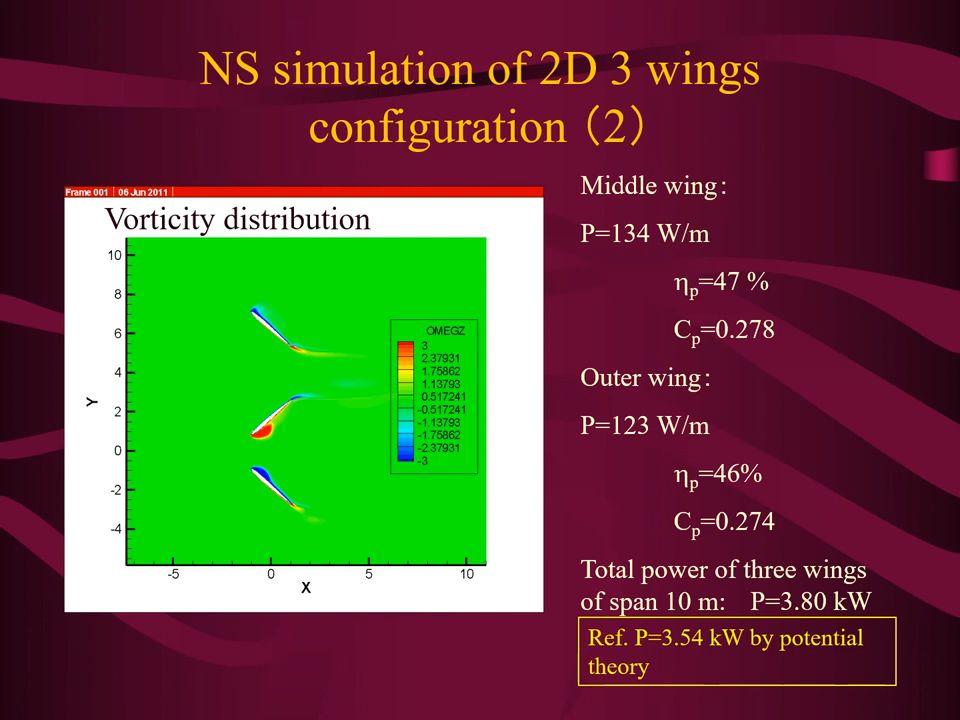 NS simulation of 2D 3 wings
configuration（2）
Frame 001 | 06 Jun 2011 |
Vorticity distribution
10
8
6
4
2
0
-2
-4
Y
-5
0
5
10
X
OMEGZ
3
2.37931
1.75862
1.13793
0.517241
-0.517241
-1.13793
-1.75862
-2.37931
-3
Middle wing：
P=134 W/m
ηp=47 %
Cp=0.278
Outer wing：
P=123 W/m
ηp=46%
Cp=0.274
Total power of three wings
of span 10 m: P=3.80 kW
Ref. P=3.54 kW by potential
theory